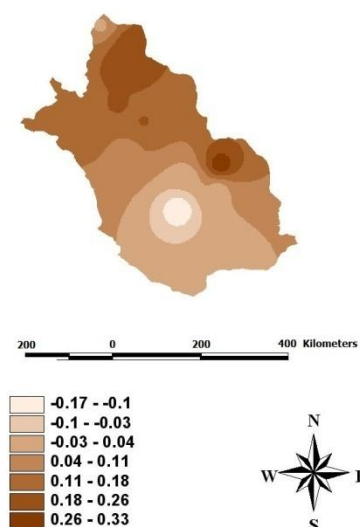 200 0 200 400 Kilometers
-0.17 - -0.1
-0.1 - -0.03
-0.03 - 0.04
0.04 - 0.11
0.11 - 0.18
0.18 - 0.26
0.26 - 0.33
N
W
S